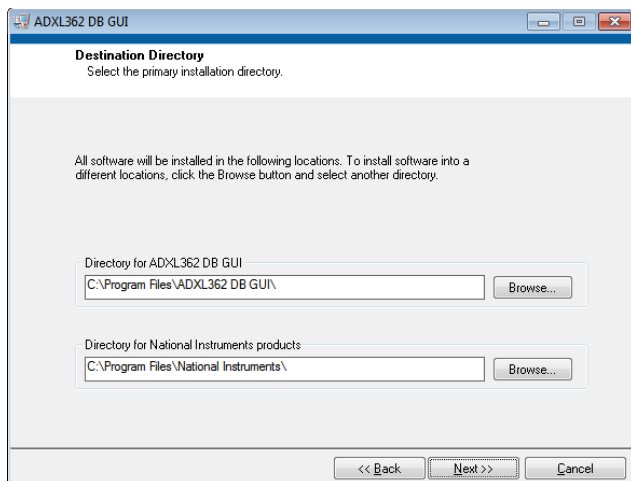 ADXL362 DB GUI
Destination Directory
Select the primary installation directory.
All software will be installed in the following locations. To install software into a
different locations, click the Browse button and select another directory.
Directory for ADXL362 DB GUI
C:\Program Files\ADXL362 DB GUI\
Browse...
Directory for National Instruments products
C:\Program Files\National Instruments\
Browse...
<< Back
Next >>
Cancel